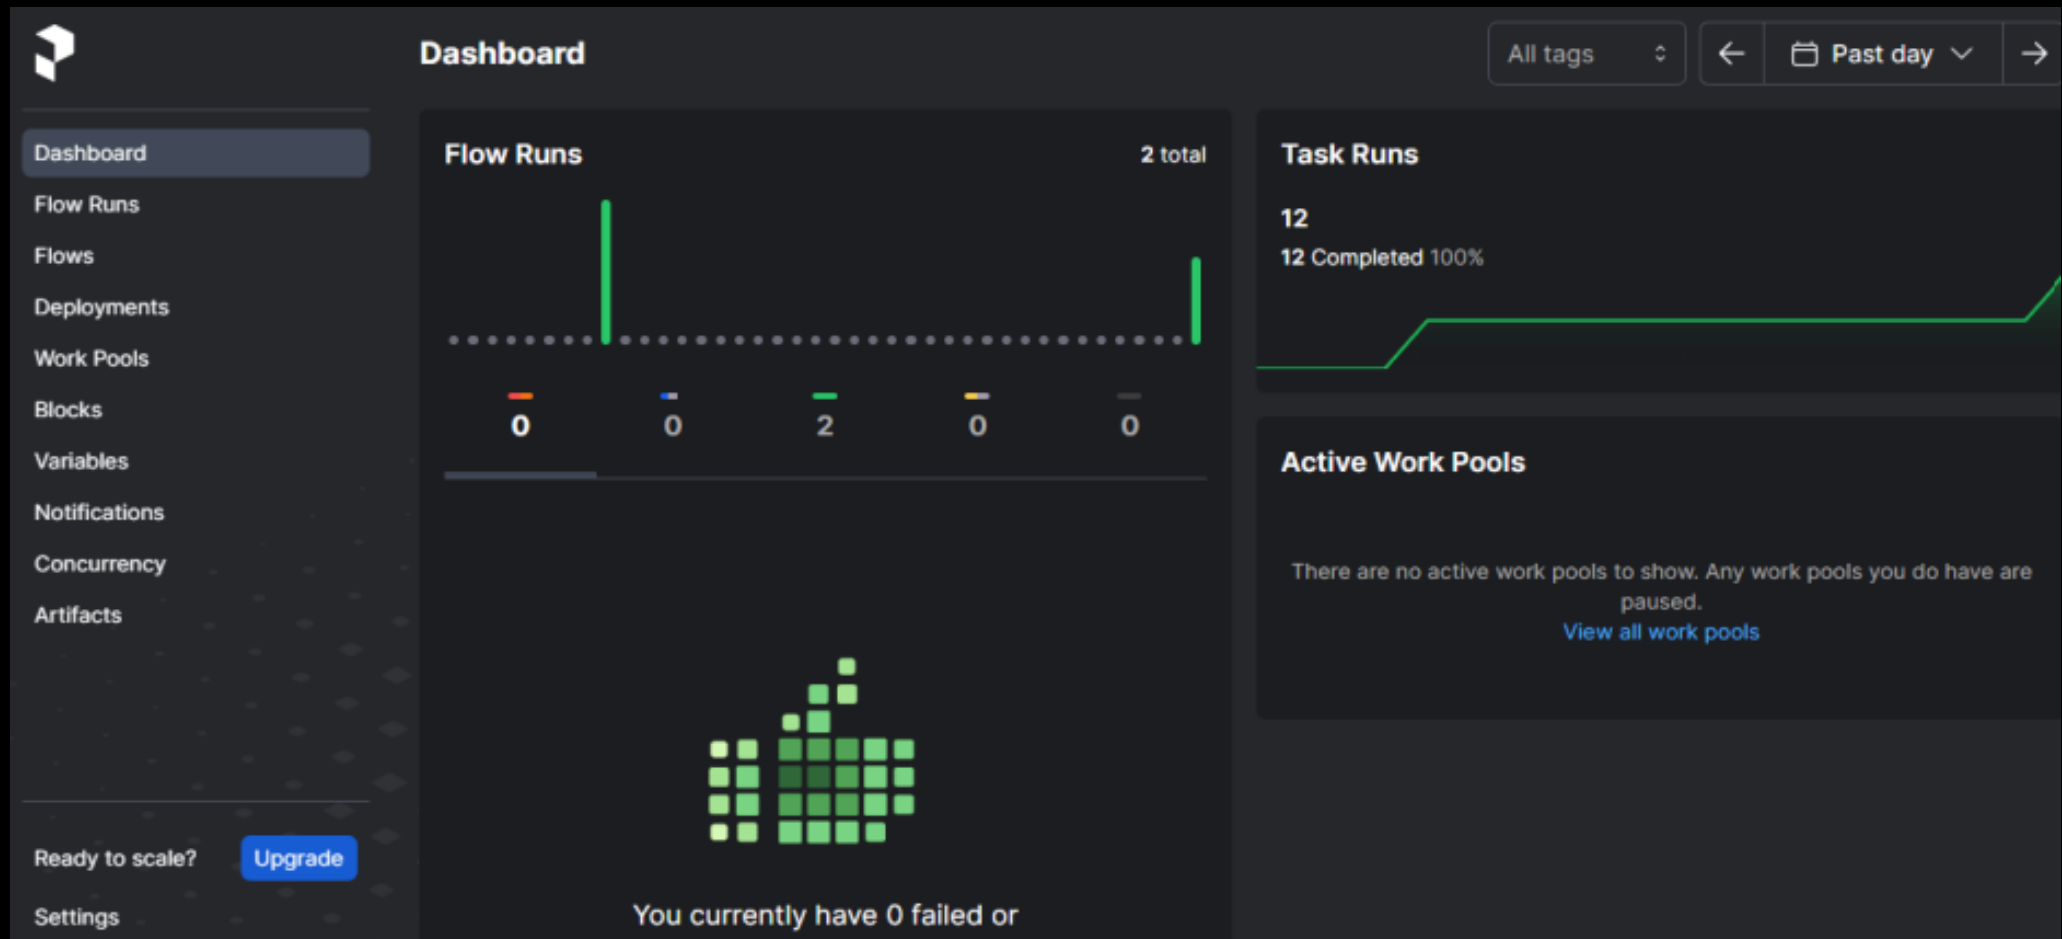 Dashboard
All tags
Past day
Dashboard
Flow Runs
Flows
Deployments
Work Pools
Blocks
Variables
Notifications
Concurrency
Artifacts
Ready to scale?
Upgrade
Settings
Flow Runs
2 total
0
0
2
0
0
You currently have 0 failed or
Task Runs
12
12 Completed 100%
Active Work Pools
There are no active work pools to show. Any work pools you do have are
paused.
View all work pools